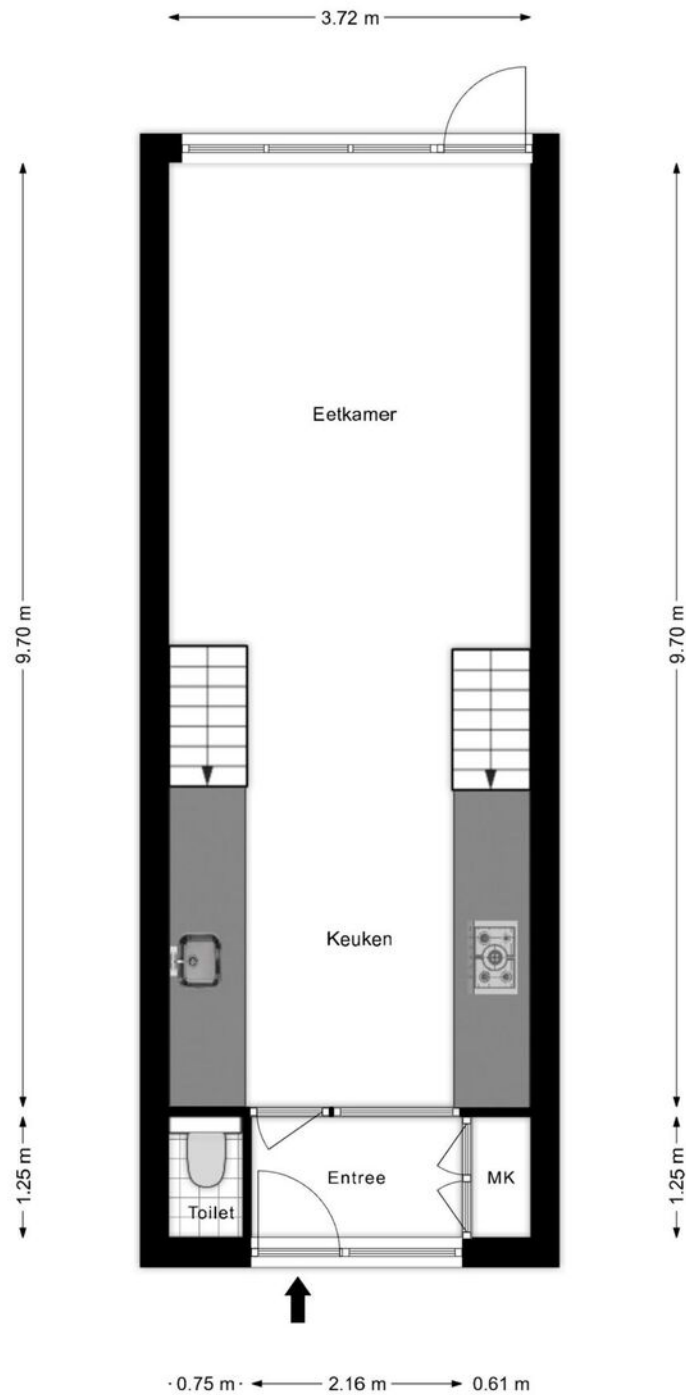 3.72 m
Eetkamer
9.70 m
9.70 m
Keuken
1.25 m
Toilet
Entree
MK
1.25 m
0.75 m
2.16 m
0.61 m